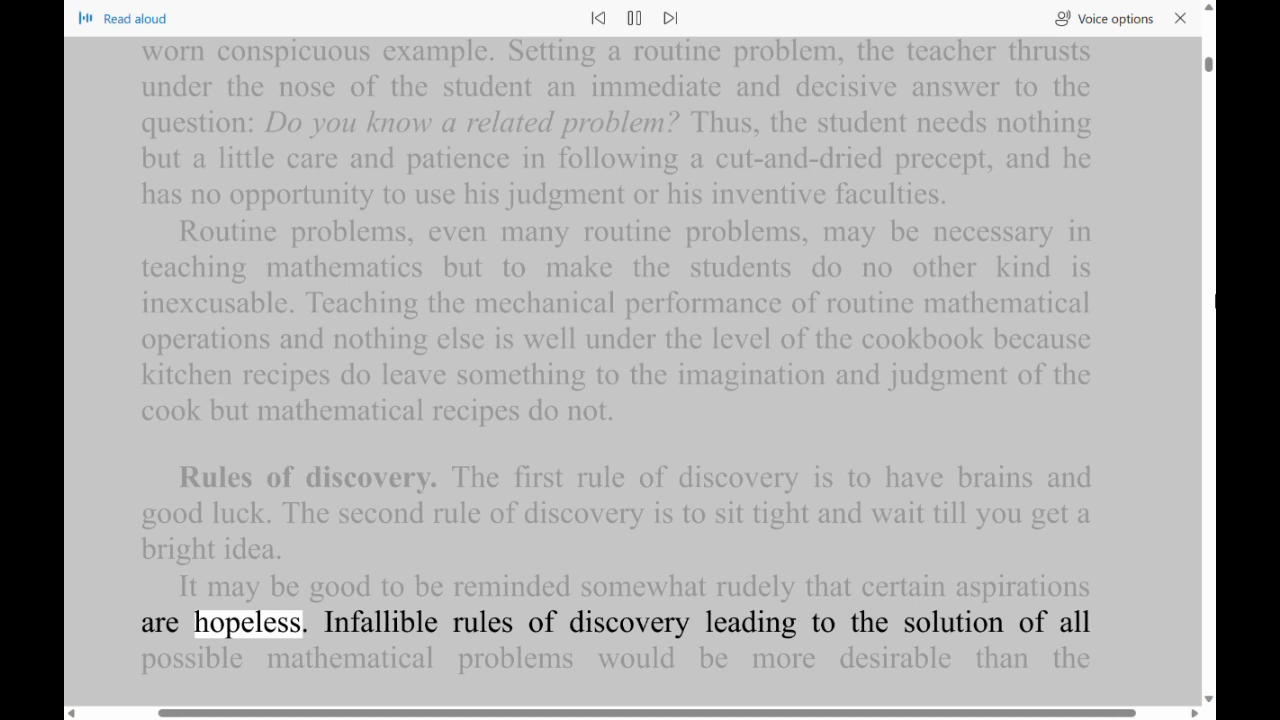 Read aloud
Voice options
worn conspicuous example. Setting a routine problem, the teacher thrusts
under the nose of the student an immediate and decisive answer to the
question: Do you know a related problem? Thus, the student needs nothing
but a little care and patience in following a cut-and-dried precept, and he
has no opportunity to use his judgment or his inventive faculties.
Routine problems, even many routine problems, may be necessary in
teaching mathematics but to make the students do no other kind is
inexcusable. Teaching the mechanical performance of routine mathematical
operations and nothing else is well under the level of the cookbook because
kitchen recipes do leave something to the imagination and judgment of the
cook but mathematical recipes do not.
Rules of discovery. The first rule of discovery is to have brains and
good luck. The second rule of discovery is to sit tight and wait till you get a
bright idea.
It may be good to be reminded somewhat rudely that certain aspirations
are hopeless. Infallible rules of discovery leading to the solution of all
possible mathematical problems would be more desirable than the